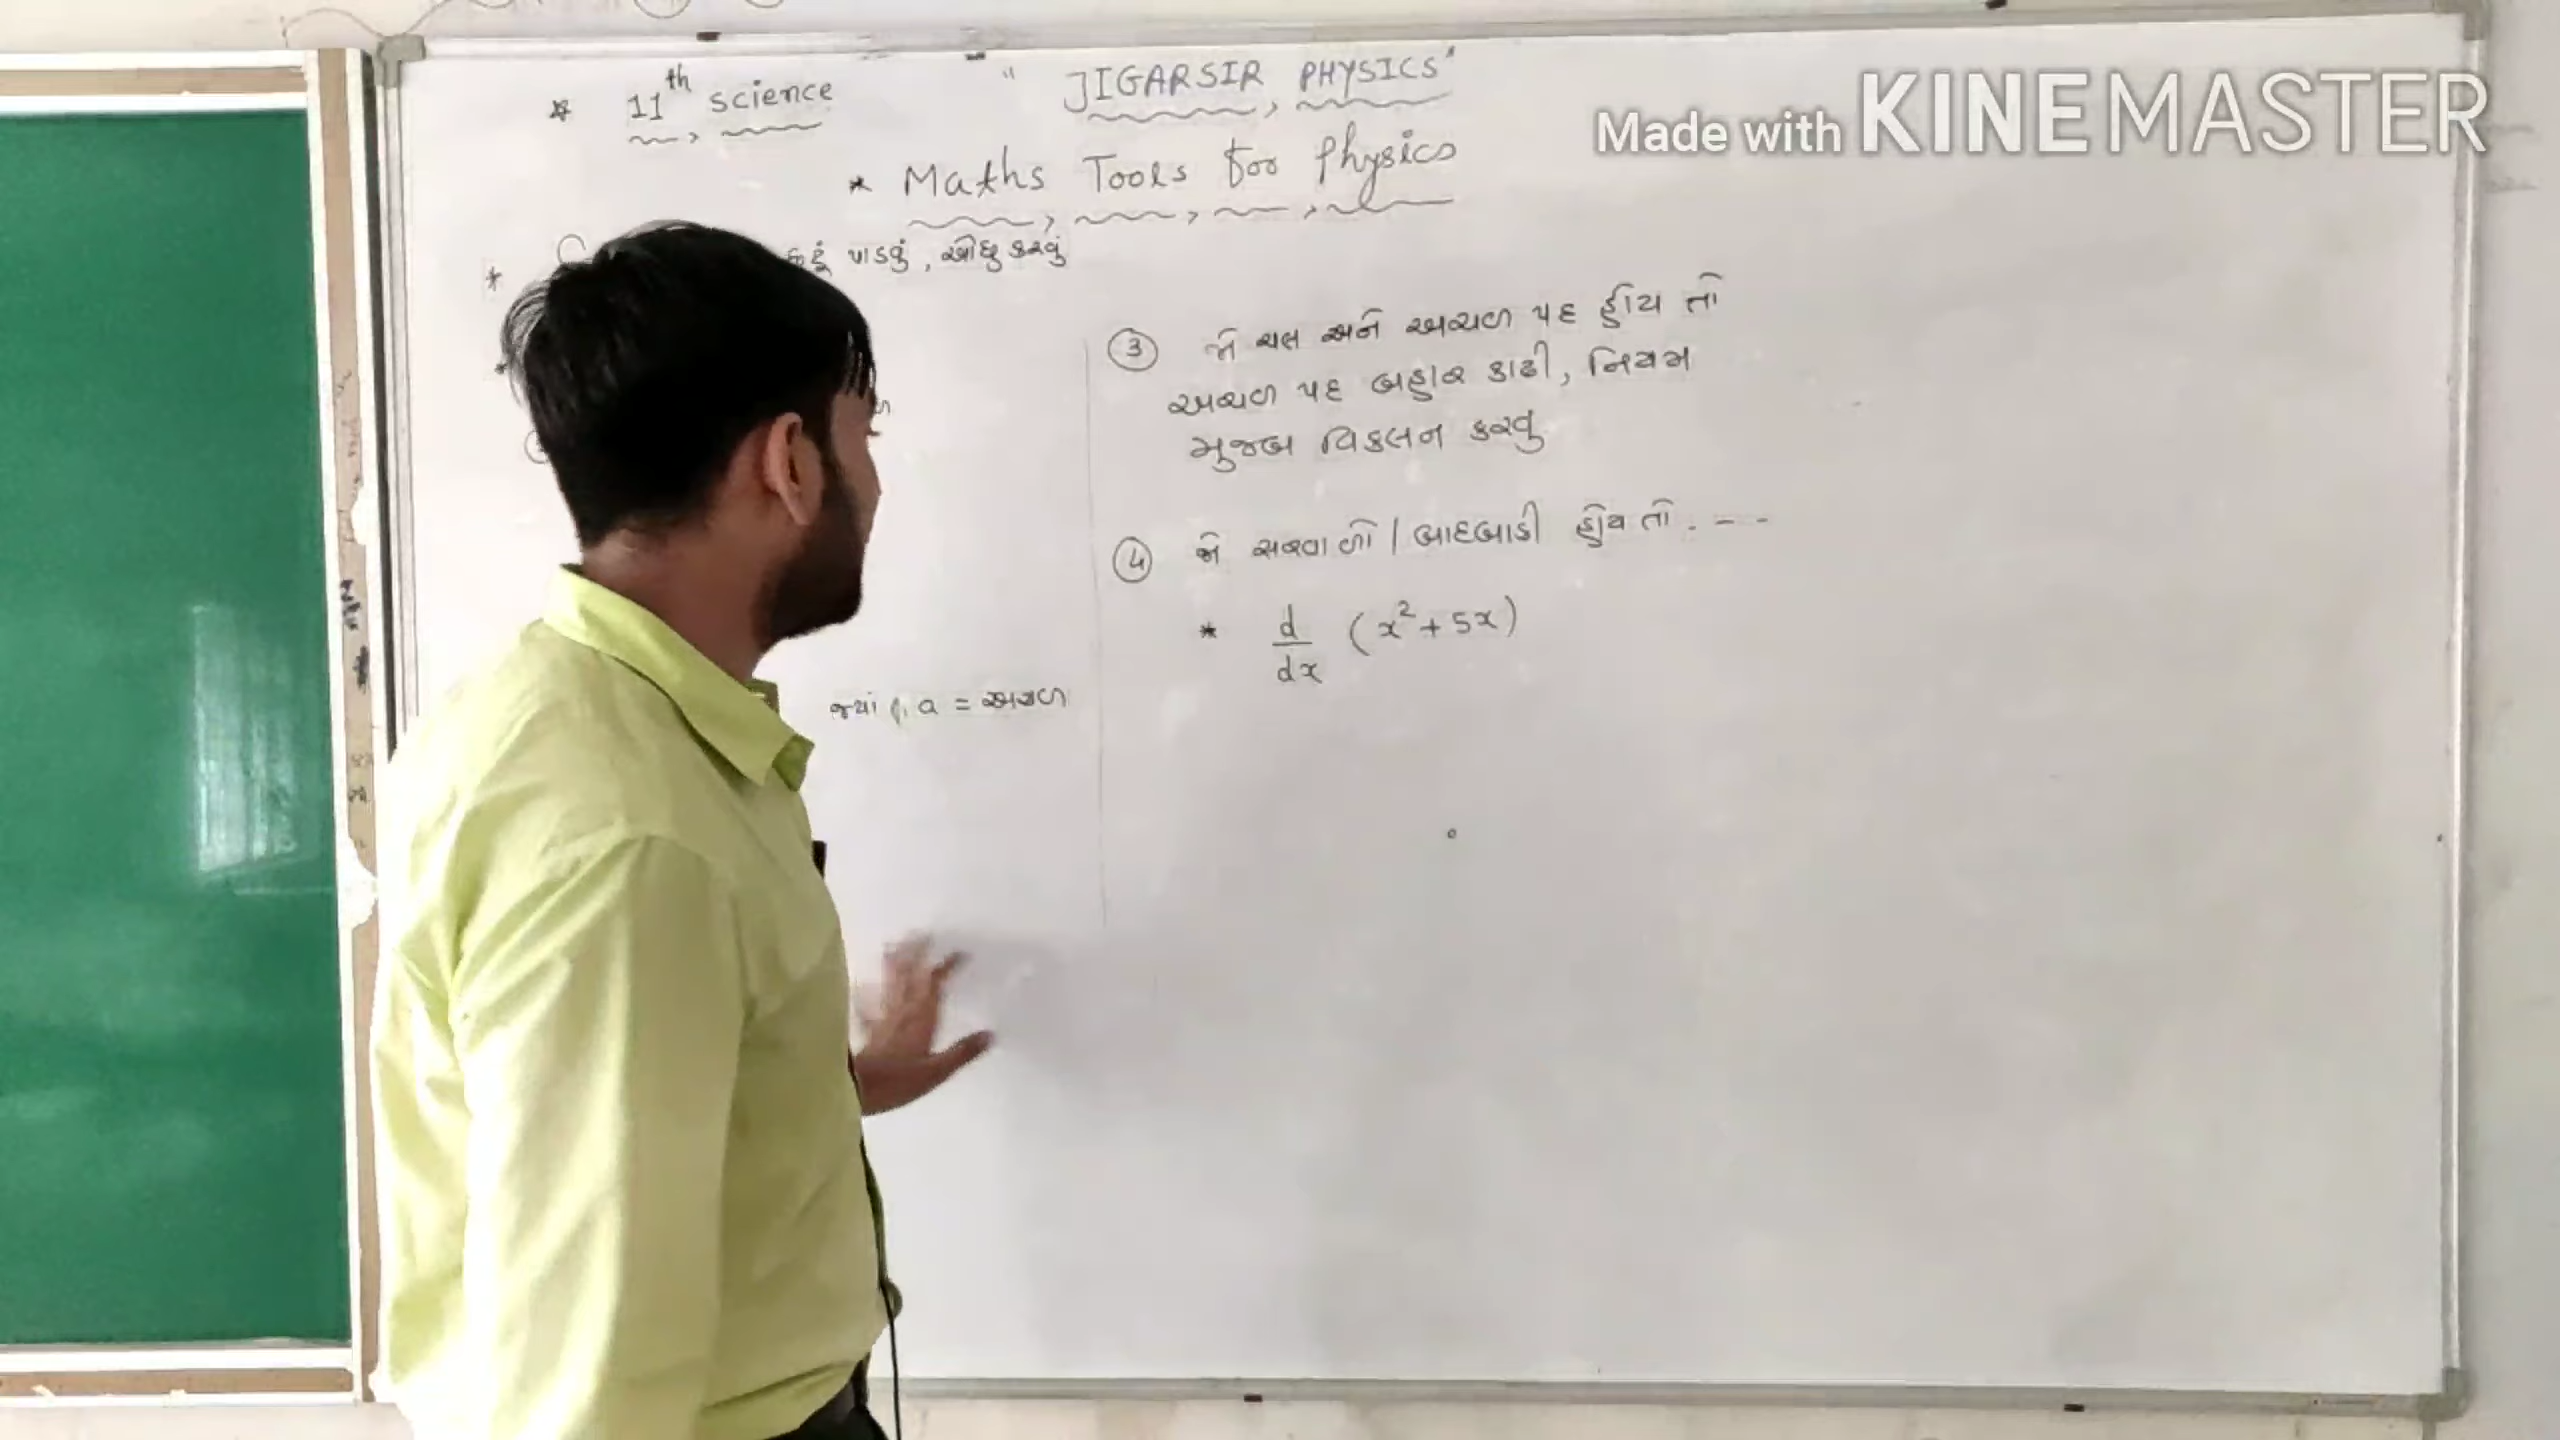 * 11th science
" JIGARSIR PHYSICS "
Made with KINEMASTER
* Maths Tools for Physics
* પાડવું, ઓછુ કરવું
③ જો ચલ અને અચળ પદ હોય તો
અચળ પદ બહાર કાઢી, નિયમ
મુજબ વિકલન કરવુ
④ જો સરવાળો / બાદબાકી હોય તો . - -
* d/dx (x² + 5x)
જ્યાં a = અચળ